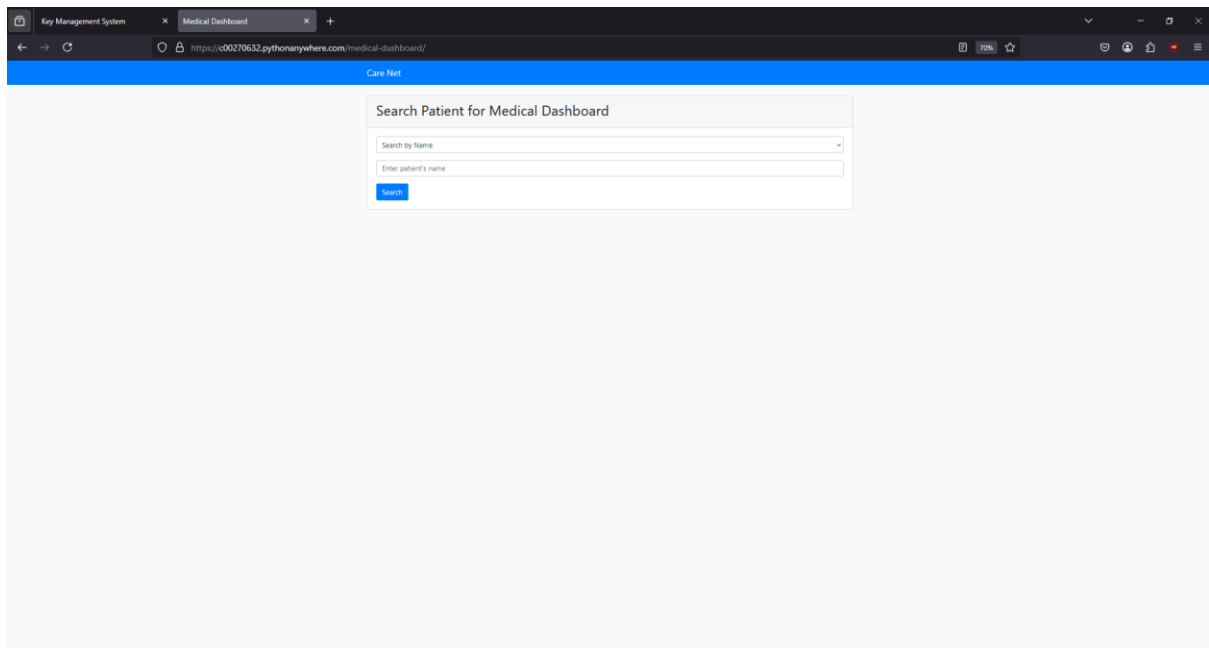 Key Management System
Medical Dashboard
https://c00270632.pythonanywhere.com/medical-dashboard/
70%
Care Net
Search Patient for Medical Dashboard
Search by Name
Enter patient's name
Search